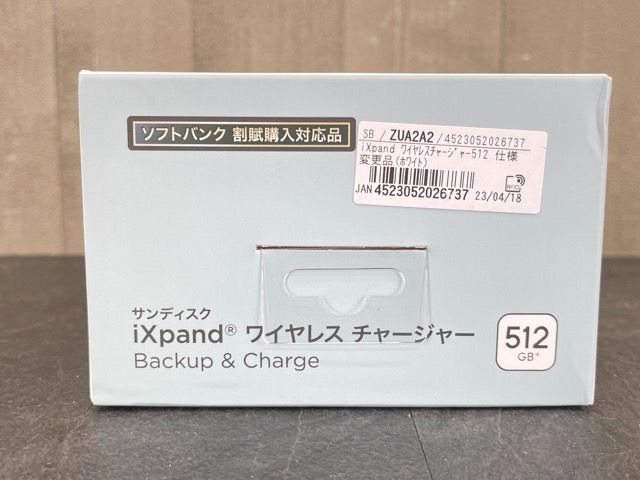 ソフトバンク 割賦購入対応品
SB / ZUA2A2/4523052026737
iXpand ワイヤレスチャージャー512 仕様
変更品(ホワイト)
JAN 4523052026737 23/04/18
RFID
サンディスク
iXpand® ワイヤレス チャージャー
Backup & Charge
512
GB*